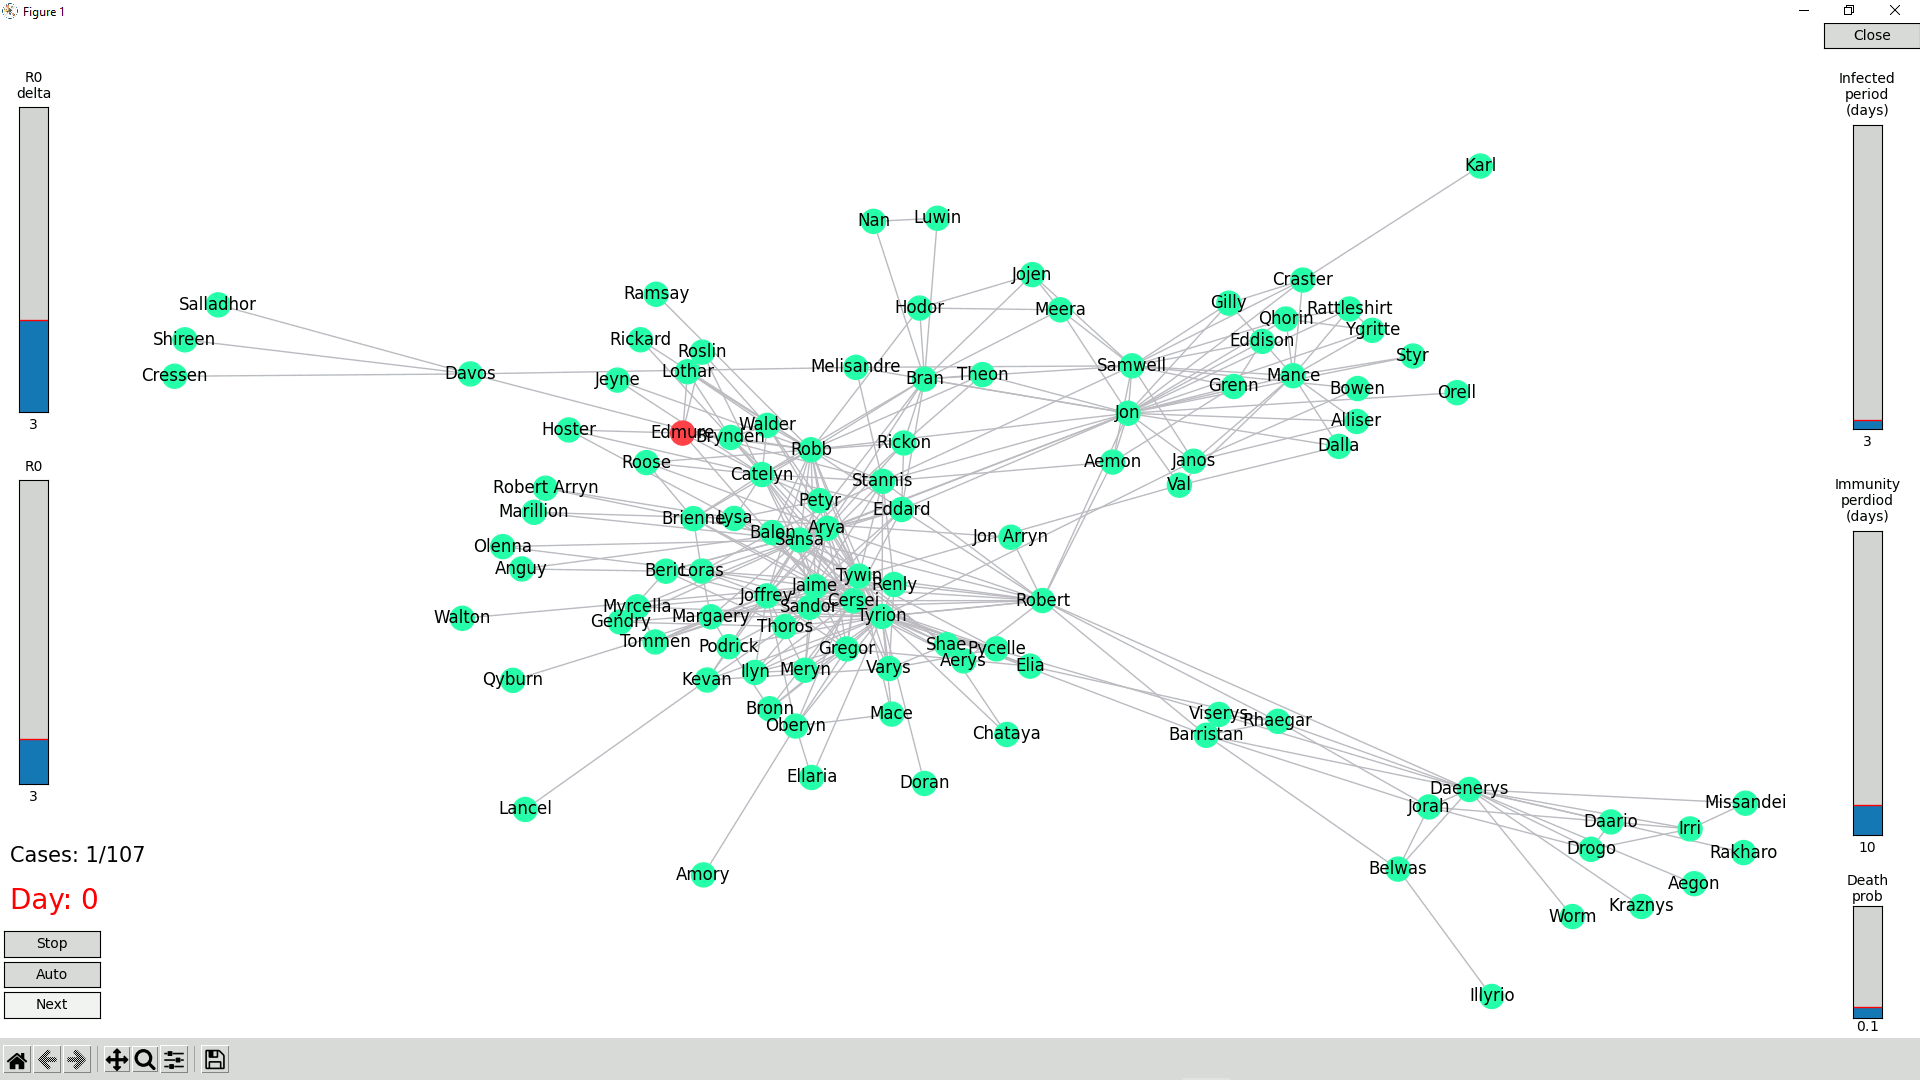 Figure 1
Close
R0
delta
3
R0
3
Infected
period
(days)
3
Immunity
perdiod
(days)
10
Death
prob
0.1
Karl
Nan
Luwin
Jojen
Craster
Ramsay
Salladhor
Hodor
Meera
Gilly
Rattleshirt
Qhorin
Ygritte
Shireen
Rickard
Roslin
Eddison
Styr
Cressen
Davos
Lothar
Jeyne
Melisandre
Bran
Theon
Samwell
Mance
Grenn
Bowen
Orell
Jon
Alliser
Hoster
Edmure
Brynden
Walder
Robb
Rickon
Dalla
Roose
Catelyn
Stannis
Aemon
Janos
Val
Robert Arryn
Marillion
Petyr
Eddard
Brienne
Lysa
Balon
Arya
Sansa
Jon Arryn
Olenna
Anguy
Beric
Loras
Jaime
Tywin
Renly
Joffrey
Sandor
Cersei
Robert
Walton
Myrcella
Gendry
Margaery
Thoros
Tyrion
Tommen
Podrick
Gregor
Shae
Pycelle
Aerys
Elia
Qyburn
Kevan
Ilyn
Meryn
Varys
Bronn
Oberyn
Mace
Chataya
Viserys
Rhaegar
Barristan
Ellaria
Doran
Lancel
Daenerys
Jorah
Missandei
Daario
Irri
Drogo
Rakharo
Amory
Belwas
Aegon
Kraznys
Worm
Illyrio
Cases: 1/107
Day: 0
Stop
Auto
Next